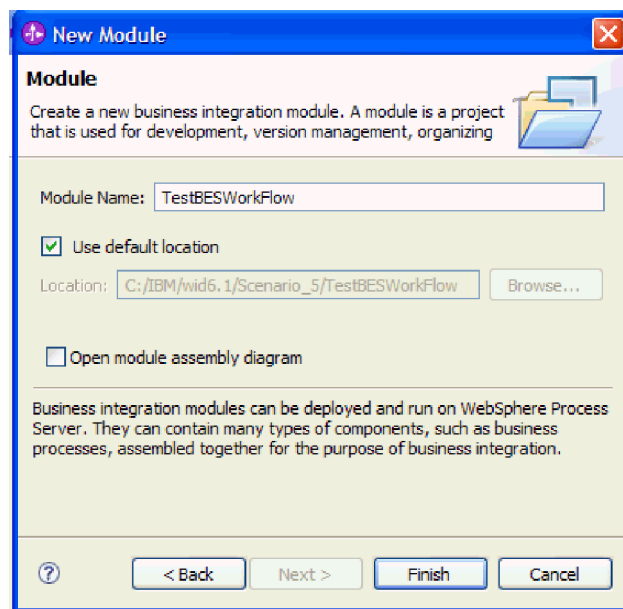 New Module
Module
Create a new business integration module. A module is a project
that is used for development, version management, organizing
Module Name: TestBESWorkFlow
Use default location
Location: C:/IBM/wid6.1/Scenario_5/TestBESWorkFlow Browse...
Open module assembly diagram
Business integration modules can be deployed and run on WebSphere Process
Server. They can contain many types of components, such as business
processes, assembled together for the purpose of business integration.
? < Back Next > Finish Cancel